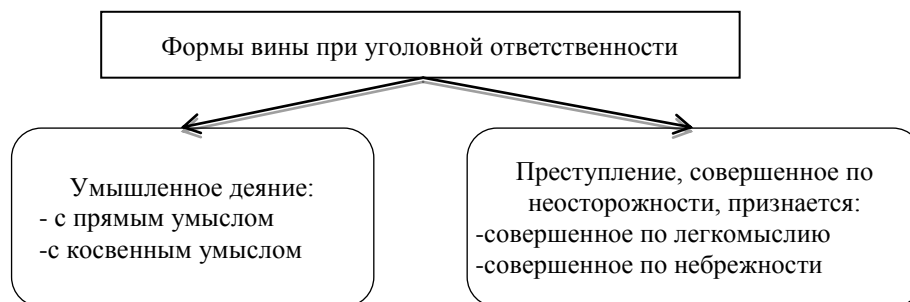 Формы вины при уголовной ответственности
Умышленное деяние:
- с прямым умыслом
-с косвенным умыслом
Преступление, совершенное по
неосторожности, признается:
-совершенное по легкомыслию
-совершенное по небрежности